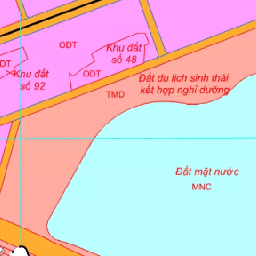 ODT
Khu đất
số 48
ODT
Khu đất
số 92
ODT
Đất du lịch sinh thái
kết hợp nghỉ dưỡng
TMD
Đất mặt nước
MNC